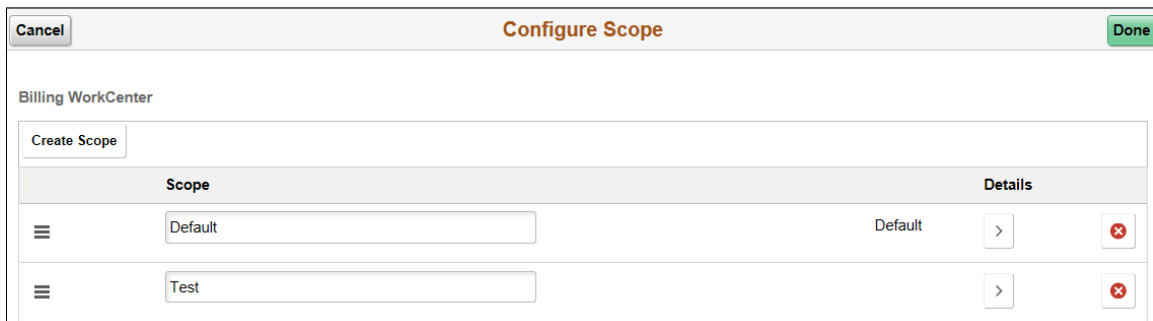 Cancel Configure Scope Done
Billing WorkCenter
Create Scope
Scope Details
Default Default
Test